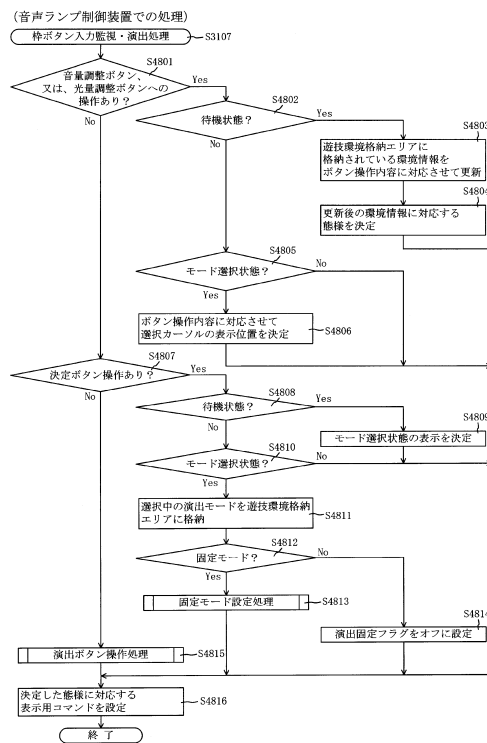 （音声ランプ制御装置での処理）
枠ボタン入力監視・演出処理
S3107
S4801
音量調整ボタン、
又は、光量調整ボタンへの
操作あり？
Yes
No
S4802
待機状態？
Yes
No
S4803
遊技環境格納エリアに
格納されている環境情報を
ボタン操作内容に対応させて更新
S4804
更新後の環境情報に対応する
態様を決定
S4805
モード選択状態？
No
Yes
ボタン操作内容に対応させて
選択カーソルの表示位置を決定
S4806
S4807
決定ボタン操作あり？
Yes
No
S4808
待機状態？
Yes
No
S4809
モード選択状態の表示を決定
S4810
モード選択状態？
No
Yes
選択中の演出モードを遊技環境格納
エリアに格納
S4811
S4812
固定モード？
No
Yes
固定モード設定処理
S4813
S4814
演出固定フラグをオフに設定
演出ボタン操作処理
S4815
決定した態様に対応する
表示用コマンドを設定
S4816
終 了